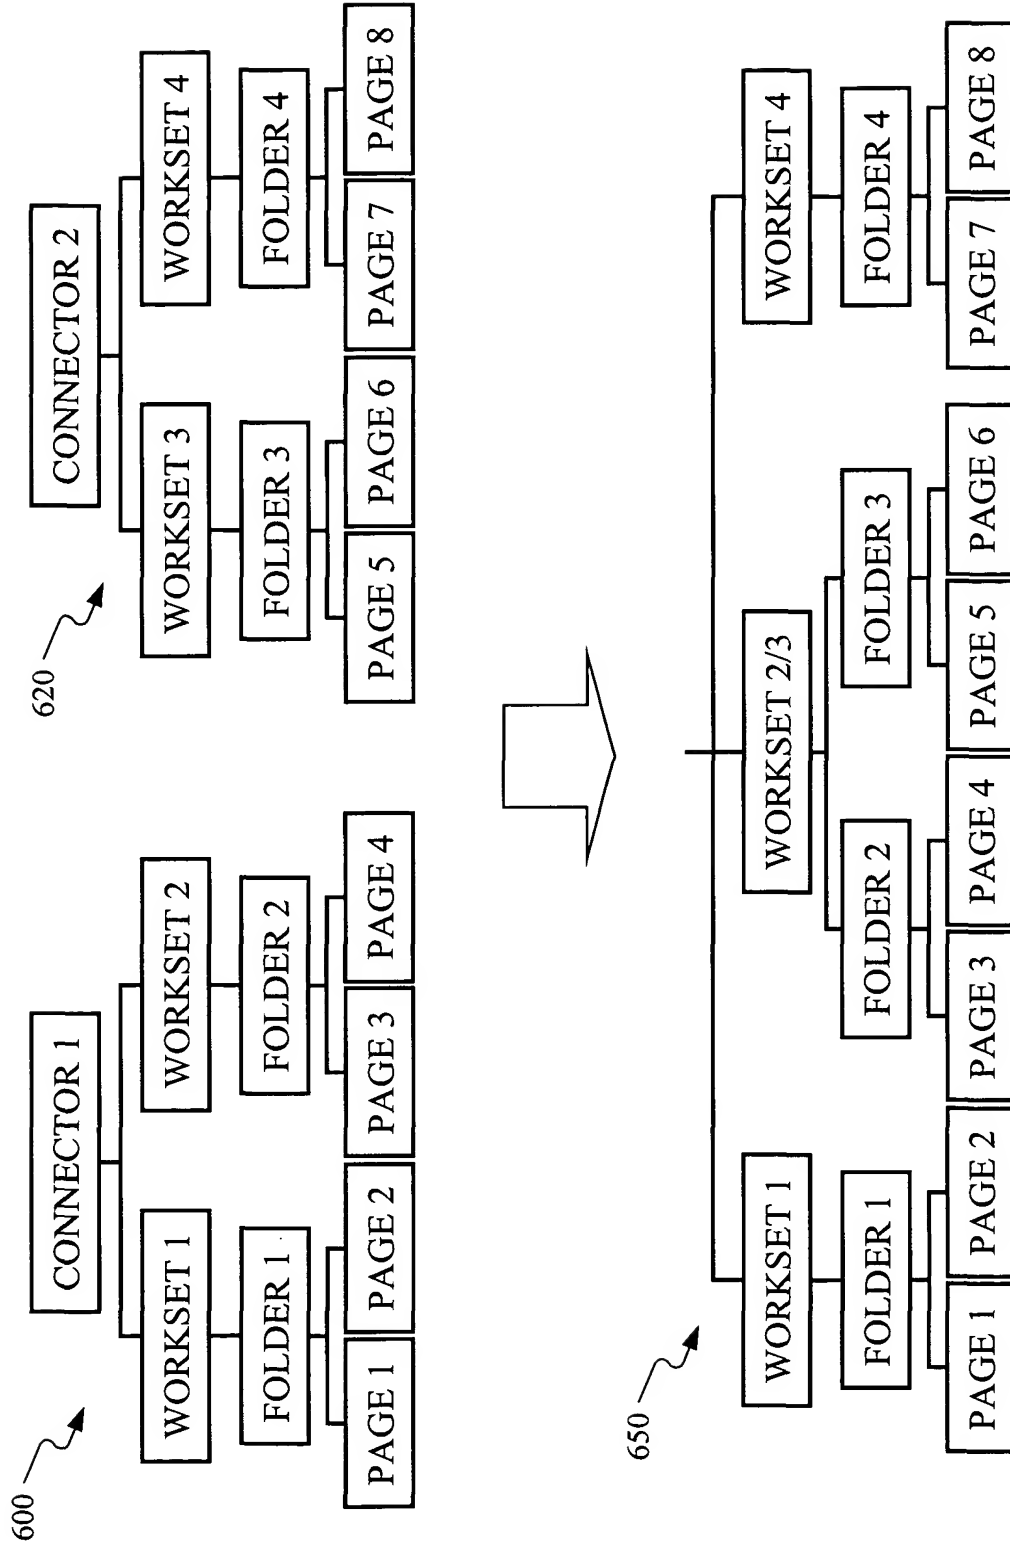 600
CONNECTOR 1
WORKSET 1
WORKSET 2
FOLDER 1
FOLDER 2
PAGE 1
PAGE 2
PAGE 3
PAGE 4
620
CONNECTOR 2
WORKSET 3
WORKSET 4
FOLDER 3
FOLDER 4
PAGE 5
PAGE 6
PAGE 7
PAGE 8
650
WORKSET 1
WORKSET 2/3
WORKSET 4
FOLDER 1
FOLDER 2
FOLDER 3
FOLDER 4
PAGE 1
PAGE 2
PAGE 3
PAGE 4
PAGE 5
PAGE 6
PAGE 7
PAGE 8